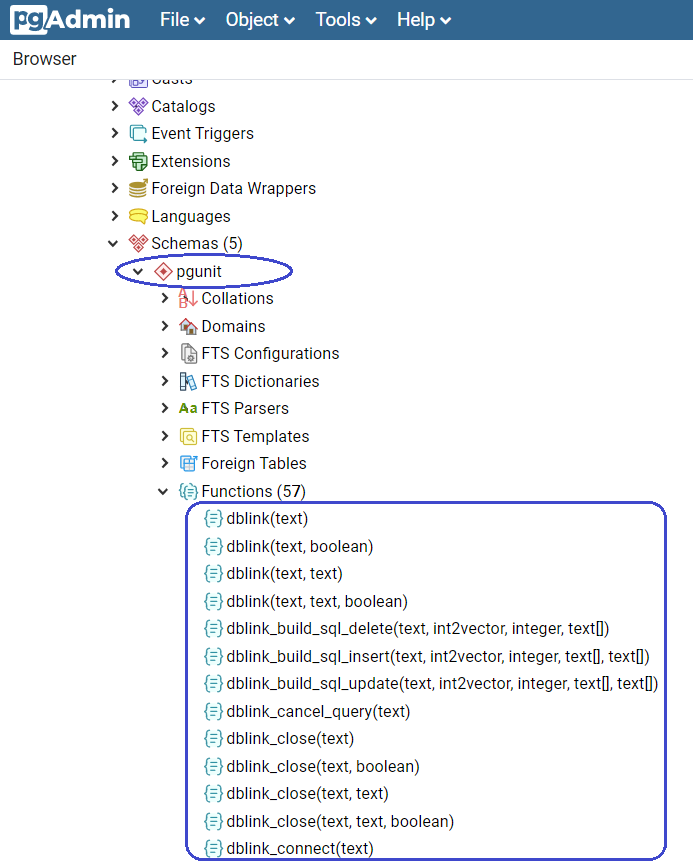 pgAdmin File Object Tools Help
Browser
Casts
Catalogs
Event Triggers
Extensions
Foreign Data Wrappers
Languages
Schemas (5)
pgunit
Collations
Domains
FTS Configurations
FTS Dictionaries
Aa FTS Parsers
FTS Templates
Foreign Tables
Functions (57)
dblink(text)
dblink(text, boolean)
dblink(text, text)
dblink(text, text, boolean)
dblink_build_sql_delete(text, int2vector, integer, text[])
dblink_build_sql_insert(text, int2vector, integer, text[], text[])
dblink_build_sql_update(text, int2vector, integer, text[], text[])
dblink_cancel_query(text)
dblink_close(text)
dblink_close(text, boolean)
dblink_close(text, text)
dblink_close(text, text, boolean)
dblink_connect(text)